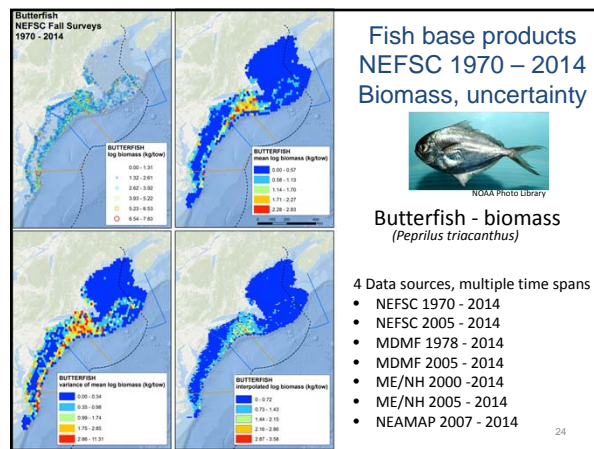 Butterfish
NEFSC Fall Surveys
1970 - 2014
BUTTERFISH
log biomass (kg/tow)
0.00 - 1.31
1.32 - 2.61
2.62 - 3.92
3.93 - 5.22
5.23 - 6.53
6.54 - 7.83
BUTTERFISH
mean log biomass (kg/tow)
0.00 - 0.57
0.58 - 1.13
1.14 - 1.70
1.71 - 2.27
2.28 - 2.83
BUTTERFISH
variance of mean log biomass (kg/tow)
0.00 - 0.34
0.35 - 0.98
0.99 - 1.74
1.75 - 2.85
2.86 - 11.31
BUTTERFISH
interpolated log biomass (kg/tow)
0 - 0.72
0.73 - 1.43
1.44 - 2.15
2.16 - 2.86
2.87 - 3.58
Fish base products
NEFSC 1970 – 2014
Biomass, uncertainty
NOAA Photo Library
Butterfish - biomass
(Peprilus triacanthus)
4 Data sources, multiple time spans
• NEFSC 1970 - 2014
• NEFSC 2005 - 2014
• MDMF 1978 - 2014
• MDMF 2005 - 2014
• ME/NH 2000 -2014
• ME/NH 2005 - 2014
• NEAMAP 2007 - 2014
24